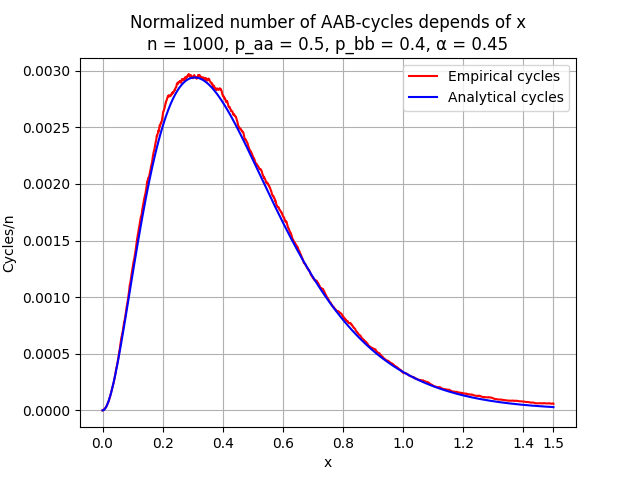 Normalized number of AAB-cycles depends of x
n = 1000, p_aa = 0.5, p_bb = 0.4, α = 0.45
Empirical cycles
Analytical cycles
0.0030
0.0025
0.0020
0.0015
0.0010
0.0005
0.0000
Cycles/n
0.0 0.2 0.4 0.6 0.8 1.0 1.2 1.4 1.5
x